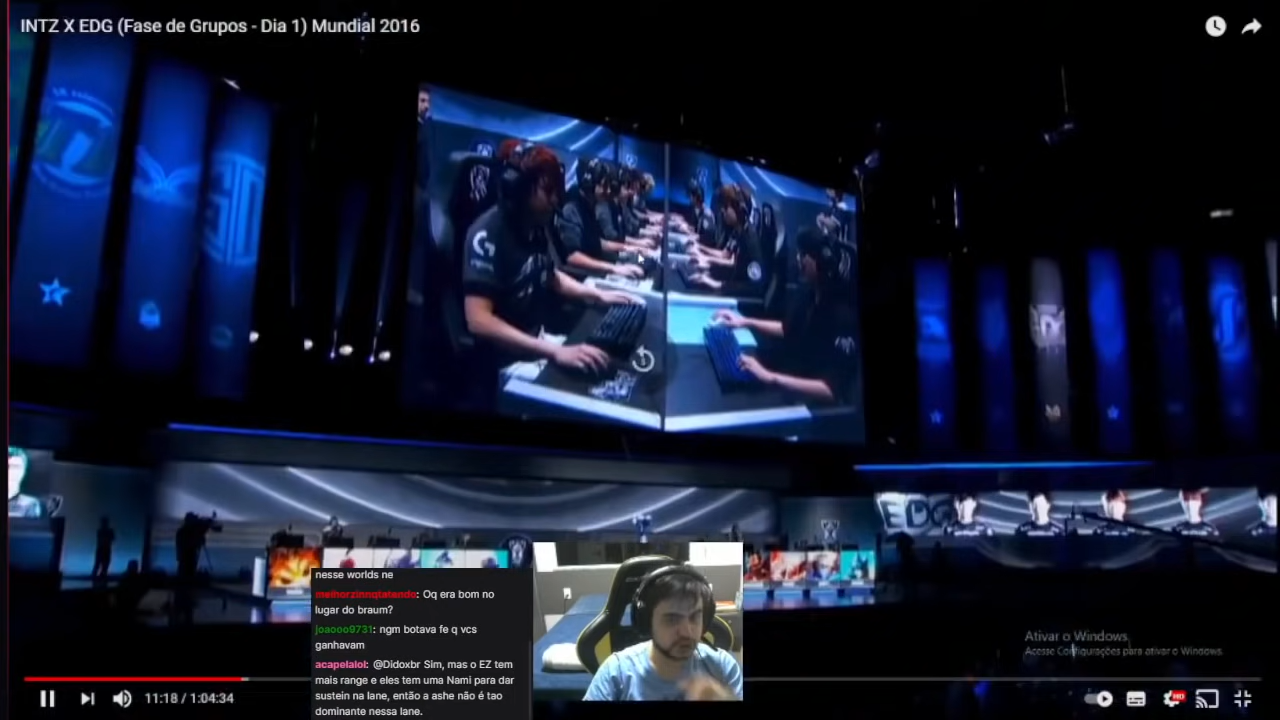 INTZ X EDG (Fase de Grupos - Dia 1) Mundial 2016
EDG
nesse worlds ne
melhorzinnqtatendo: Oq era bom no
lugar do braum?
joaooo9731: ngm botava fe q vcs
ganhavam
acapelalol: @Didoxbr Sim, mas o EZ tem
mais range e eles tem uma Nami para dar
sustein na lane, então a ashe não é tao
dominante nessa lane.
Ativar o Windows
Acesse Configurações para ativar o Windows.
11:18 / 1:04:34
HD